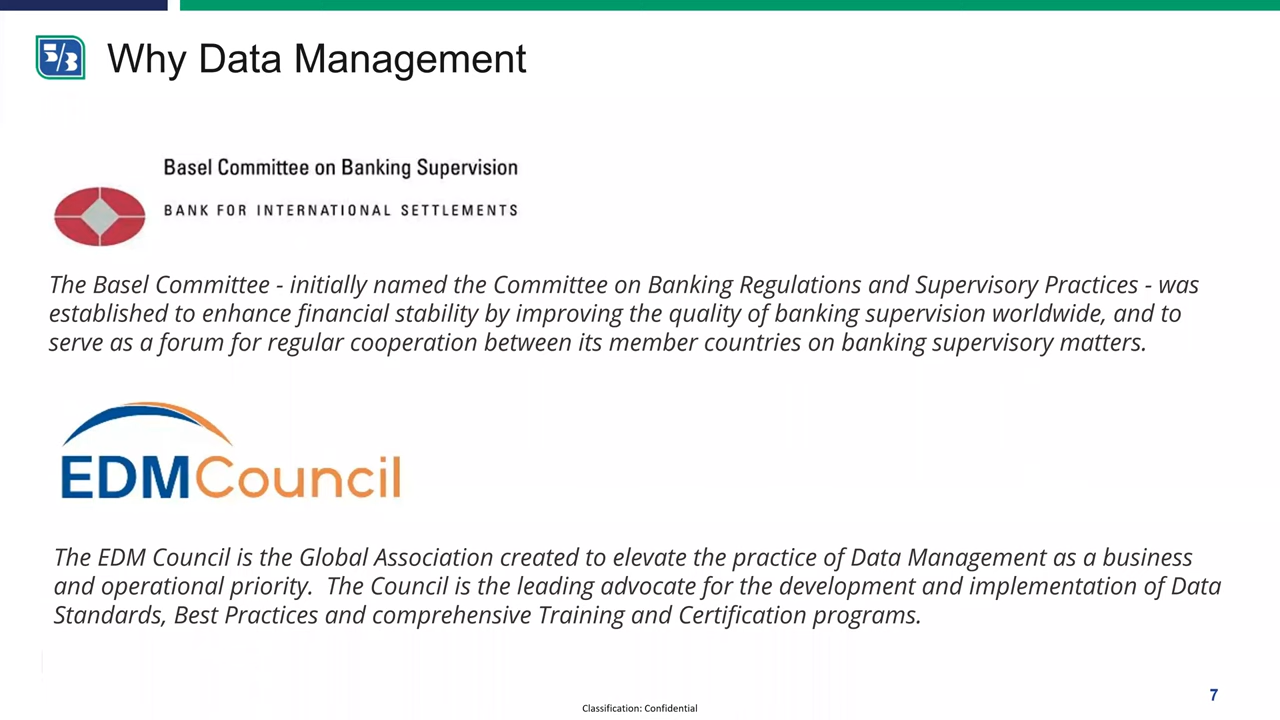 5/3 Why Data Management
Basel Committee on Banking Supervision
BANK FOR INTERNATIONAL SETTLEMENTS
The Basel Committee - initially named the Committee on Banking Regulations and Supervisory Practices - was
established to enhance financial stability by improving the quality of banking supervision worldwide, and to
serve as a forum for regular cooperation between its member countries on banking supervisory matters.
EDMCouncil
The EDM Council is the Global Association created to elevate the practice of Data Management as a business
and operational priority.  The Council is the leading advocate for the development and implementation of Data
Standards, Best Practices and comprehensive Training and Certification programs.
7
Classification: Confidential